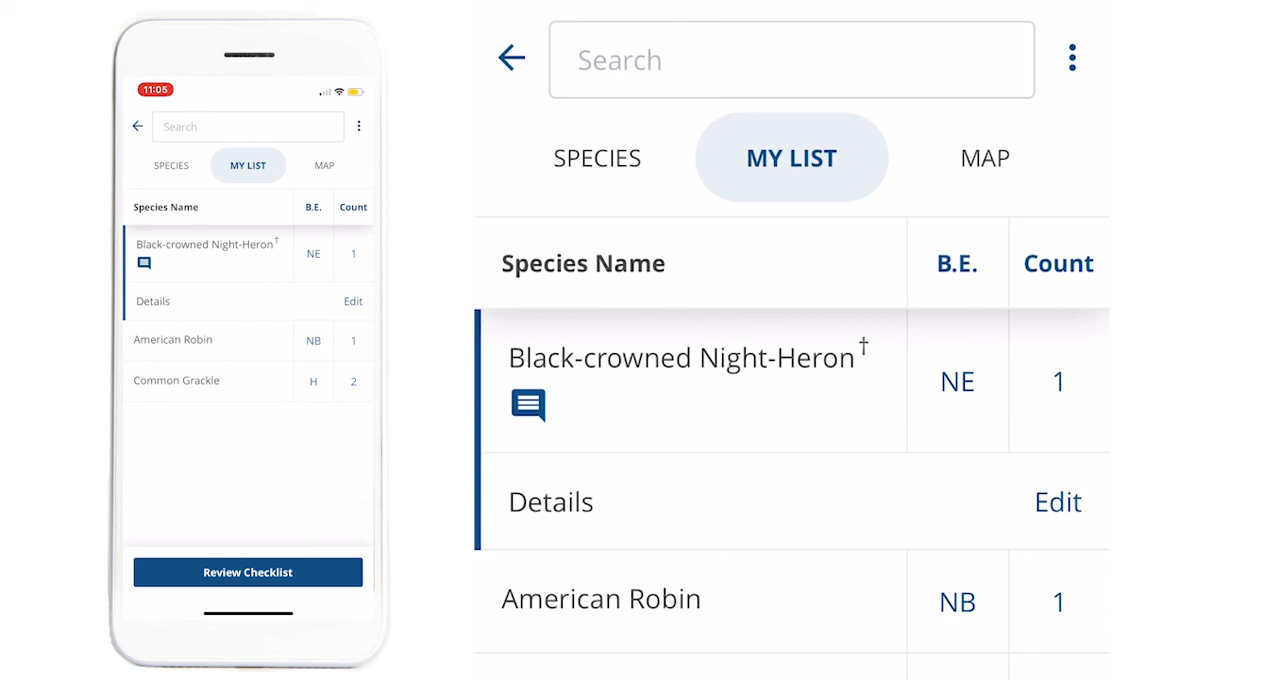 11:05
Search
SPECIES MY LIST MAP
Species Name B.E. Count
Black-crowned Night-Heron† NE 1
Details Edit
American Robin NB 1
Common Grackle H 2
Review Checklist
Search
SPECIES MY LIST MAP
Species Name B.E. Count
Black-crowned Night-Heron† NE 1
Details Edit
American Robin NB 1